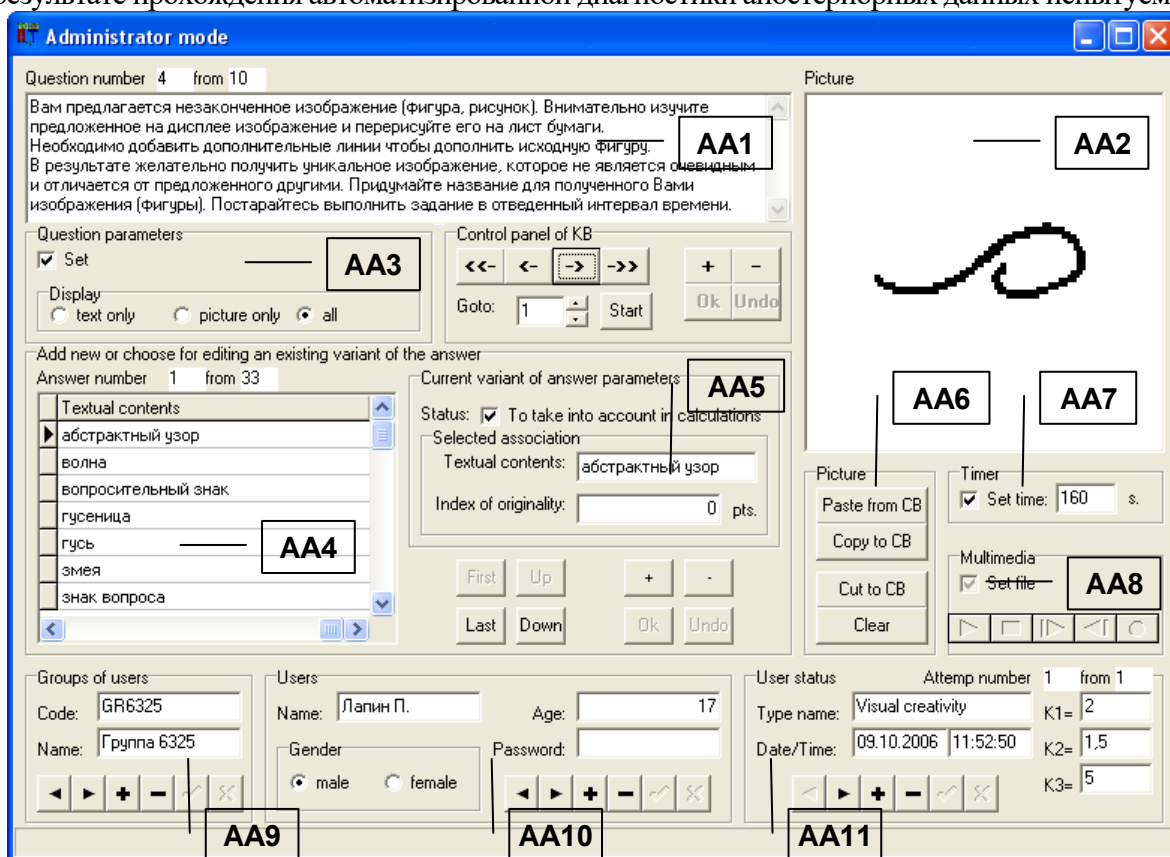 результате прохождения автоматизированной диагностики апостериорных данных испытуем
Administrator mode
Question number 4 from 10
Вам предлагается незаконченное изображение (фигура, рисунок). Внимательно изучите
предложенное на дисплее изображение и перерисуйте его на лист бумаги.
Необходимо добавить дополнительные линии чтобы дополнить исходную фигуру.
В результате желательно получить уникальное изображение, которое не является очевидным
и отличается от предложенного другими. Придумайте название для полученного Вами
изображения (фигуры). Постарайтесь выполнить задание в отведенный интервал времени.
AA1
Picture
AA2
Question parameters
Set
AA3
Display
text only picture only all
Control panel of KB
<<- <- -> ->> + -
Goto: 1 Start Ok Undo
Add new or choose for editing an existing variant of the answer
Answer number 1 from 33
Textual contents
абстрактный узор
волна
вопросительный знак
гусеница
гусь
змея
знак вопроса
AA4
Current variant of answer parameters
AA5
Status: To take into account in calculations
Selected association
Textual contents: абстрактный узор
Index of originality: 0 pts.
First Up + -
Last Down Ok Undo
AA6
AA7
Picture
Paste from CB
Copy to CB
Cut to CB
Clear
Timer
Set time: 160 s.
Multimedia
Set file
AA8
Groups of users
Code: GR6325
Name: Группа 6325
AA9
Users
Name: Лапин П. Age: 17
Gender
male female
Password:
AA10
User status Attemp number 1 from 1
Type name: Visual creativity K1= 2
Date/Time: 09.10.2006 11:52:50 K2= 1,5
K3= 5
AA11